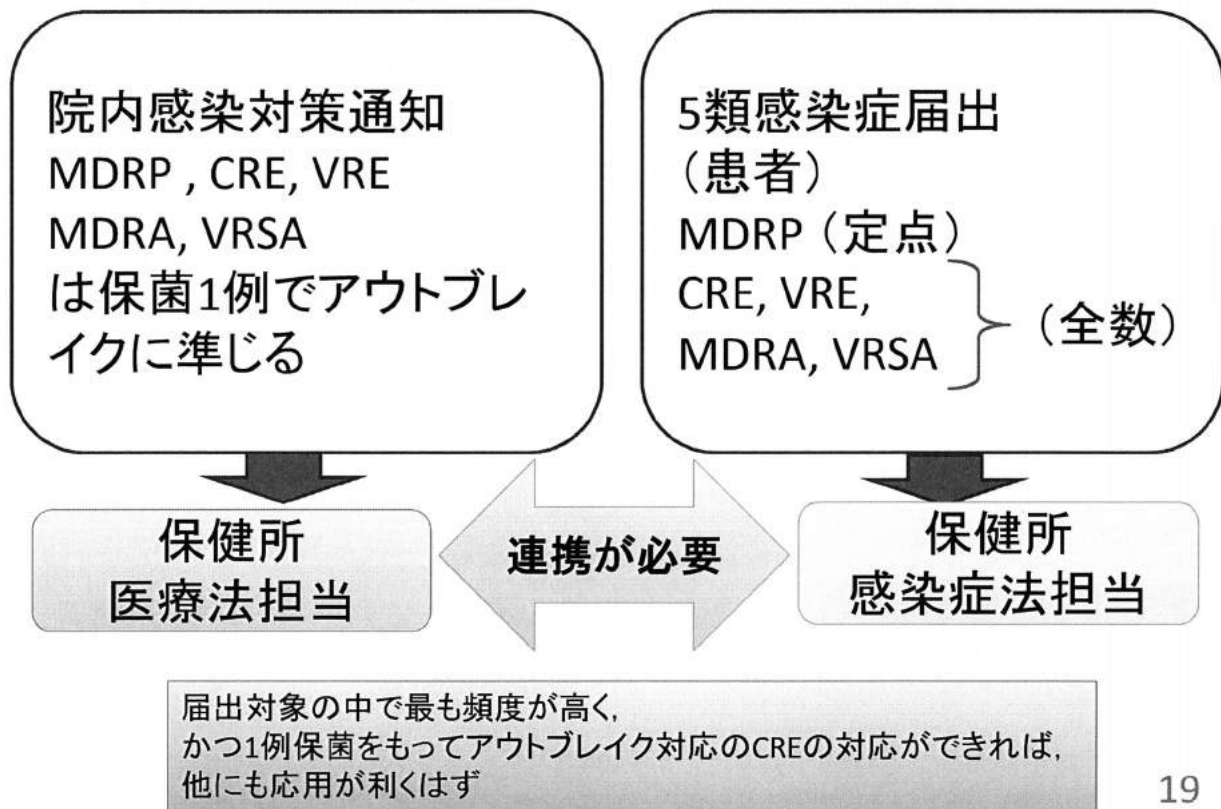 院内感染対策通知
MDRP , CRE, VRE
MDRA, VRSA
は保菌1例でアウトブレ
イクに準じる
5類感染症届出
（患者）
MDRP（定点）
CRE, VRE,
MDRA, VRSA
（全数）
保健所
医療法担当
連携が必要
保健所
感染症法担当
届出対象の中で最も頻度が高く,
かつ1例保菌をもってアウトブレイク対応のCREの対応ができれば,
他にも応用が利くはず
19